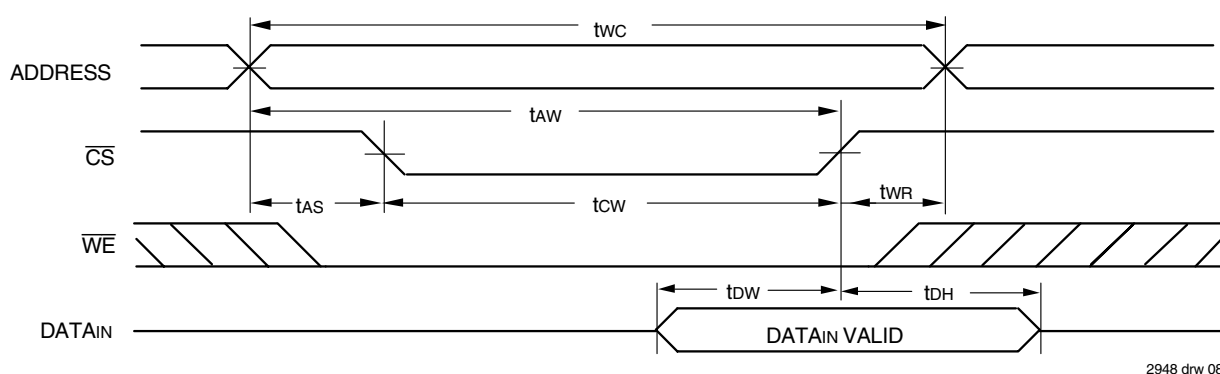 tWC
ADDRESS
tAW
CS
tAS
tCW
tWR
WE
tDW
tDH
DATAIN
DATAIN VALID
2948 drw 08